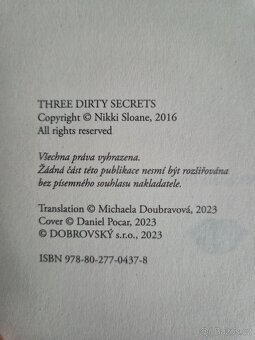 THREE DIRTY SECRETS
Copyright © Nikki Sloane, 2016
All rights reserved
Všechna práva vyhrazena.
Žádná část této publikace nesmí být rozšiřována
bez písemného souhlasu nakladatele.
Translation © Michaela Doubravová, 2023
Cover © Daniel Pocar, 2023
© DOBROVSKÝ s.r.o., 2023
ISBN 978-80-277-0437-8